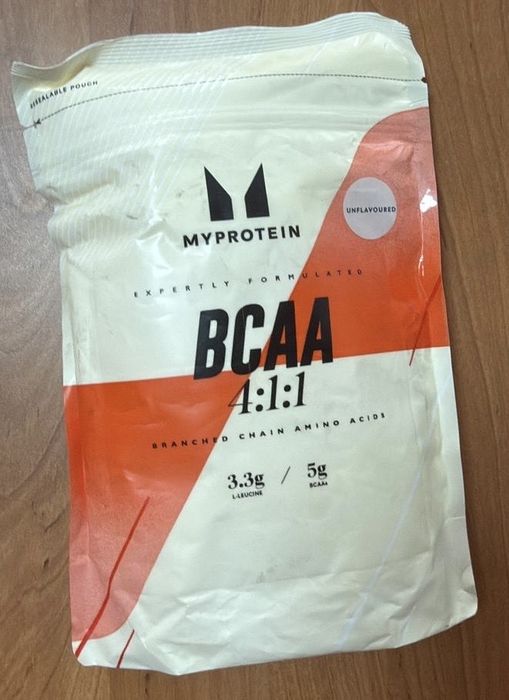 RESEALABLE POUCH
MYPROTEIN
UNFLAVOURED
EXPERTLY FORMULATED
BCAA
4:1:1
BRANCHED CHAIN AMINO ACIDS
3.3g / 5g
L-LEUCINE BCAAs